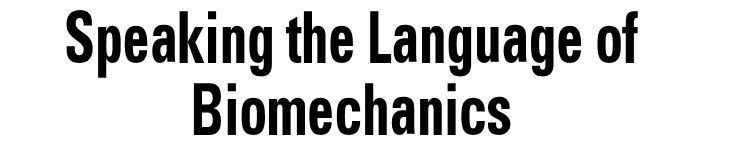 Speaking the Language of
Biomechanics